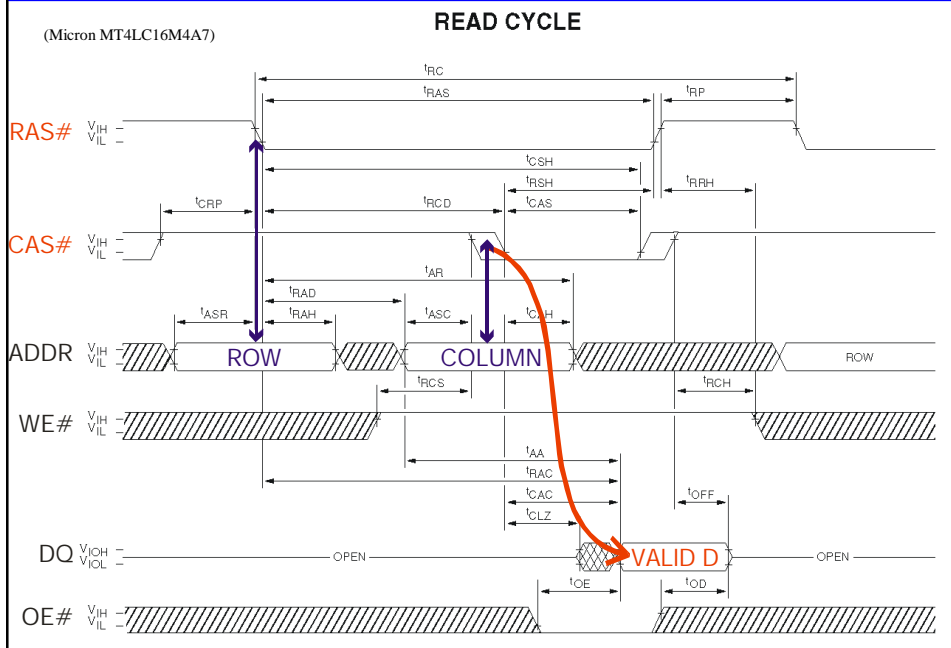 READ CYCLE
(Micron MT4LC16M4A7)
tRC
tRAS
tRP
RAS# VIH VIL
tCSH
tRSH
tRRH
tCRP
tRCD
tCAS
CAS# VIH VIL
tAR
tRAD
tASR
tRAH
tASC
tCAH
ADDR VIH VIL
ROW
COLUMN
ROW
tRCS
tRCH
WE# VIH VIL
tAA
tRAC
tCAC
tOFF
tCLZ
DQ VIOH VIOL
OPEN
VALID D
OPEN
tOE
tOD
OE# VIH VIL